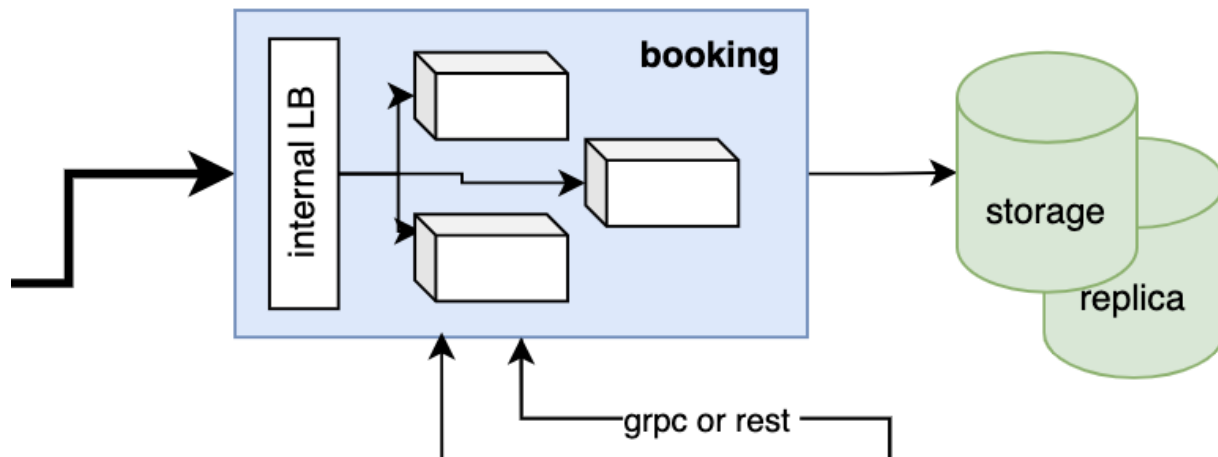 booking
internal LB
storage
replica
grpc or rest